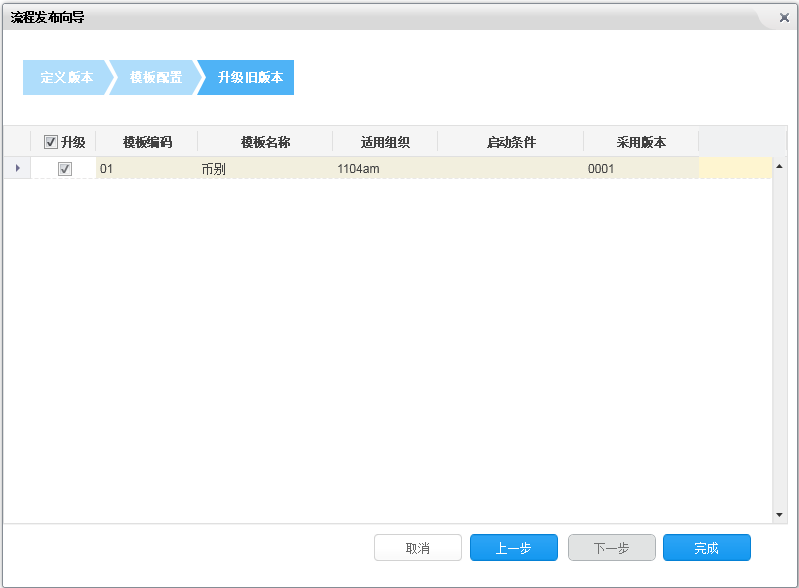 流程发布向导
定义版本 模板配置 升级旧版本
升级 模板编码 模板名称 适用组织 启动条件 采用版本
01 币别 1104am 0001
取消 上一步 下一步 完成